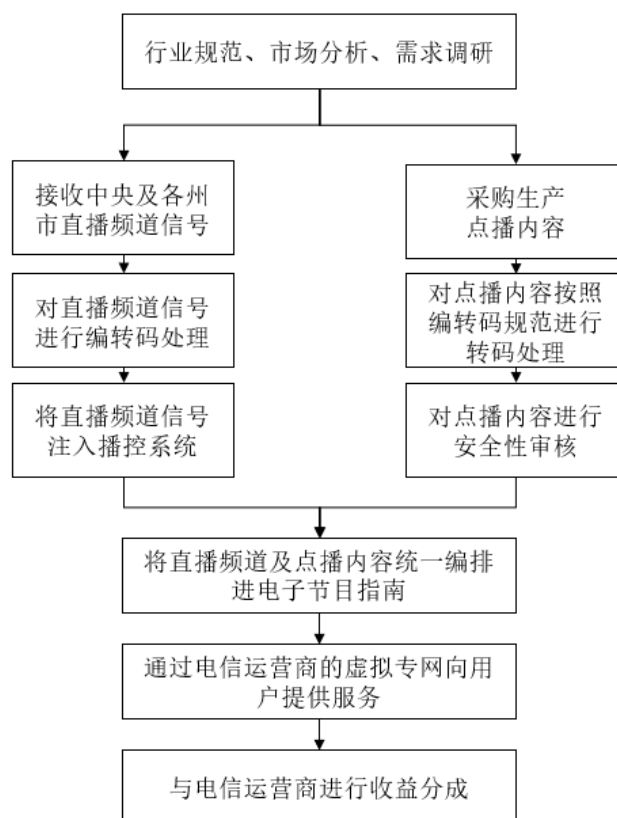 行业规范、市场分析、需求调研
接收中央及各州
市直播频道信号
采购生产
点播内容
对直播频道信号
进行编转码处理
对点播内容按照
编转码规范进行
转码处理
将直播频道信号
注入播控系统
对点播内容进行
安全性审核
将直播频道及点播内容统一编排
进电子节目指南
通过电信运营商的虚拟专网向用
户提供服务
与电信运营商进行收益分成